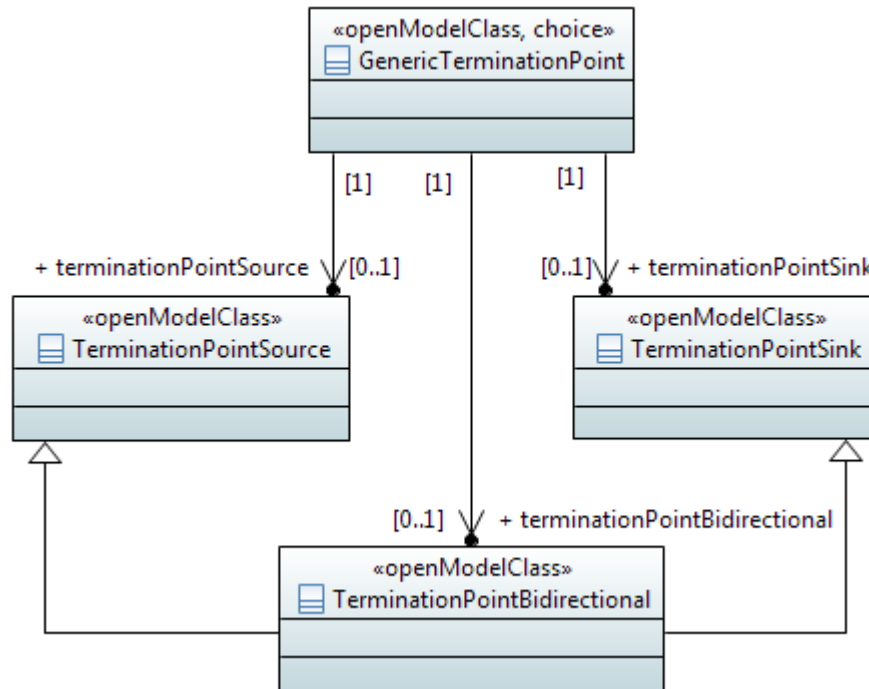 «openModelClass, choice»
GenericTerminationPoint
[1]
[1]
[1]
+ terminationPointSource
[0..1]
[0..1]
+ terminationPointSink
«openModelClass»
TerminationPointSource
«openModelClass»
TerminationPointSink
[0..1]
+ terminationPointBidirectional
«openModelClass»
TerminationPointBidirectional